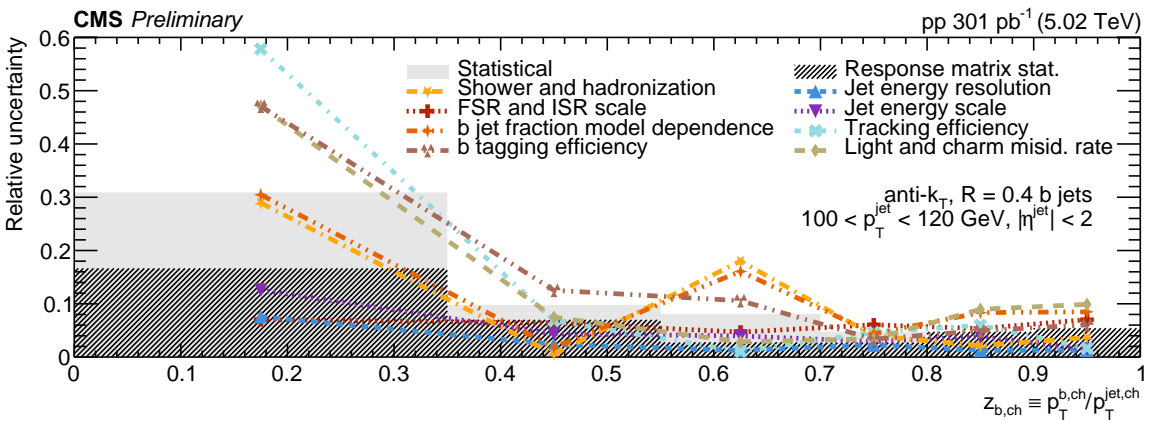 CMS Preliminary
pp 301 pb⁻¹ (5.02 TeV)
Relative uncertainty
0.6
0.5
0.4
0.3
0.2
0.1
0
Statistical
Shower and hadronization
FSR and ISR scale
b jet fraction model dependence
b tagging efficiency
Response matrix stat.
Jet energy resolution
Jet energy scale
Tracking efficiency
Light and charm misid. rate
anti-k_T, R = 0.4 b jets
100 < p_T^jet < 120 GeV, |η^jet| < 2
0 0.1 0.2 0.3 0.4 0.5 0.6 0.7 0.8 0.9 1
z_b,ch ≡ p_T^b,ch/p_T^jet,ch